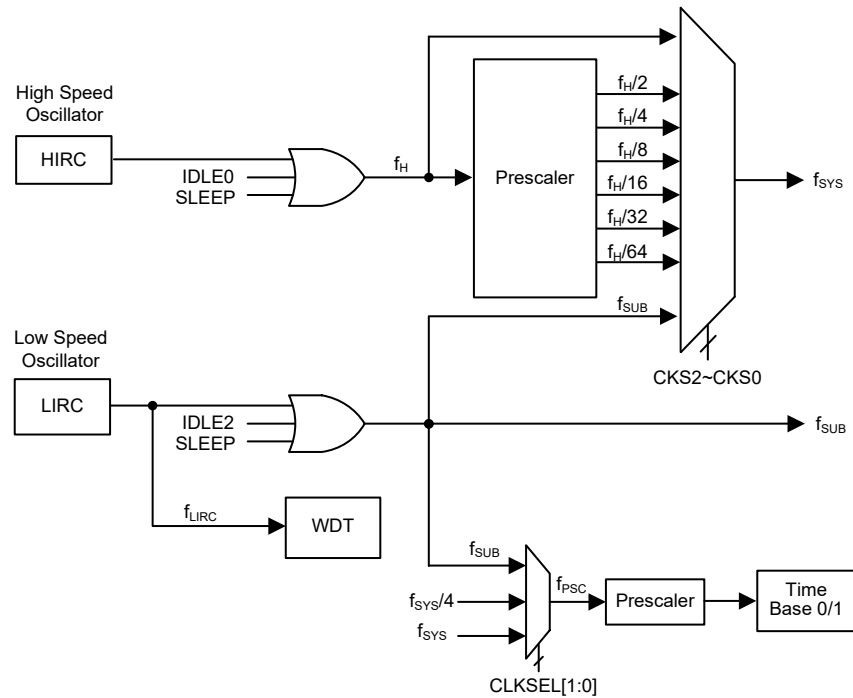 High Speed
Oscillator
HIRC
IDLE0
SLEEP
fH
Prescaler
fH/2
fH/4
fH/8
fH/16
fH/32
fH/64
fSUB
fSYS
CKS2~CKS0
Low Speed
Oscillator
LIRC
IDLE2
SLEEP
fSUB
fLIRC
WDT
fSUB
fSYS/4
fSYS
fPSC
Prescaler
Time
Base 0/1
CLKSEL[1:0]